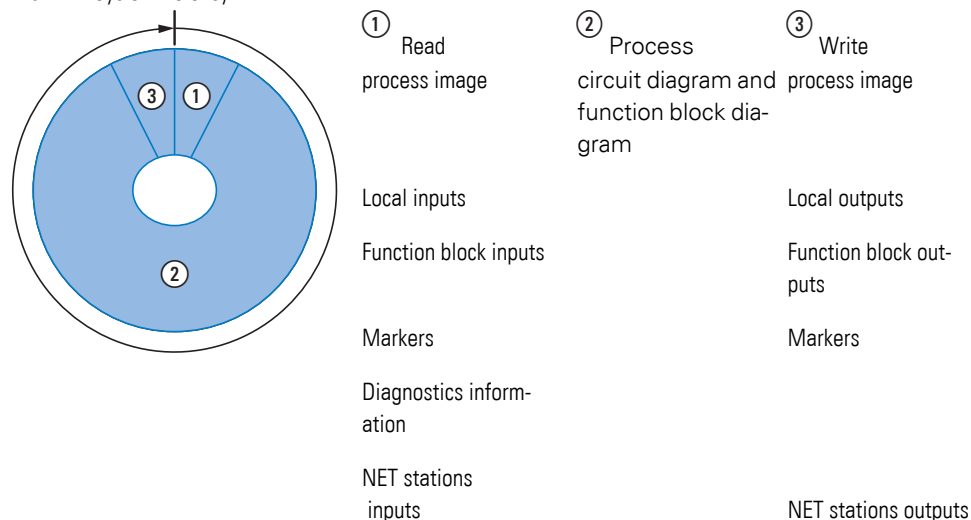 ①
Read
process image
②
Process
circuit diagram and
function block dia-
gram
③
Write
process image
③ ①
②
Local inputs
Local outputs
Function block inputs
Function block out-
puts
Markers
Markers
Diagnostics inform-
ation
NET stations
inputs
NET stations outputs